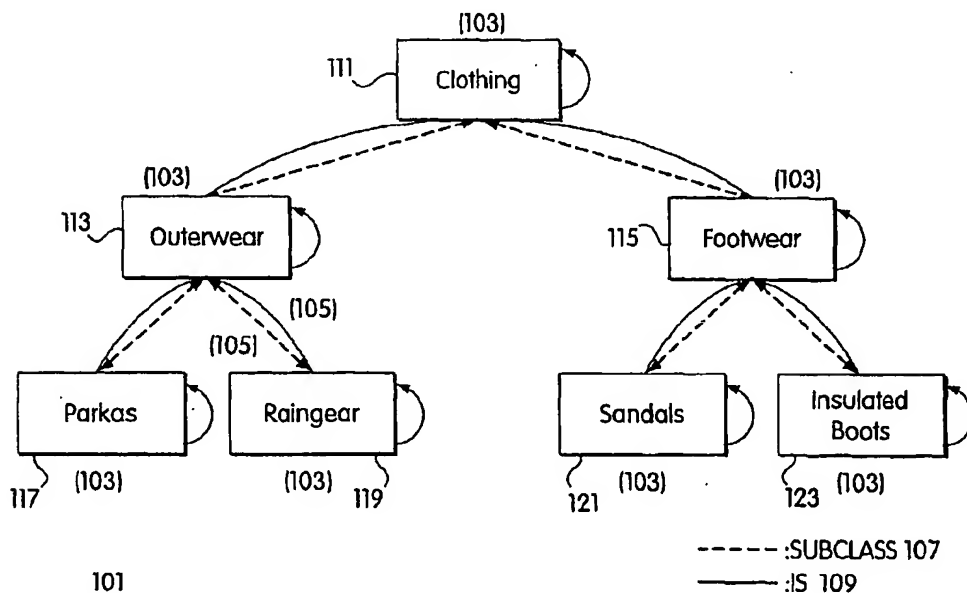 (103)
111
Clothing
(103)
(103)
113
Outerwear
115
Footwear
(105)
(105)
Parkas
Raingear
Sandals
Insulated
Boots
117
(103)
(103)
119
121
(103)
123
(103)
:SUBCLASS 107
101
:IS 109